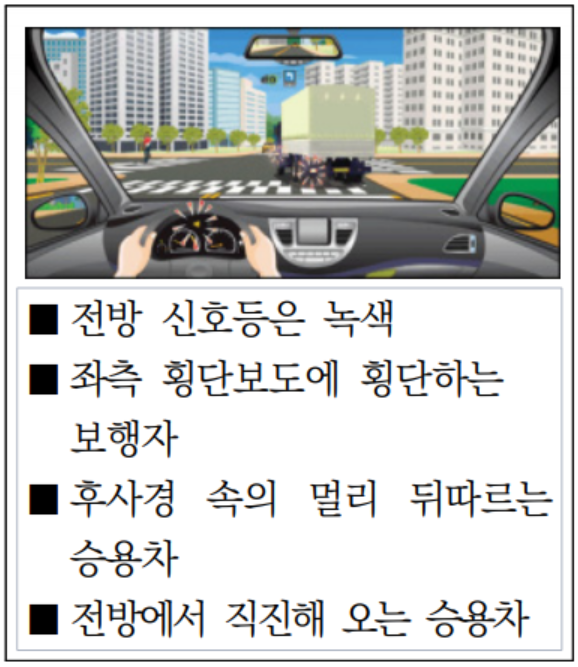 ■ 전방 신호등은 녹색
■ 좌측 횡단보도에 횡단하는
보행자
■ 후사경 속의 멀리 뒤따르는
승용차
■ 전방에서 직진해 오는 승용차